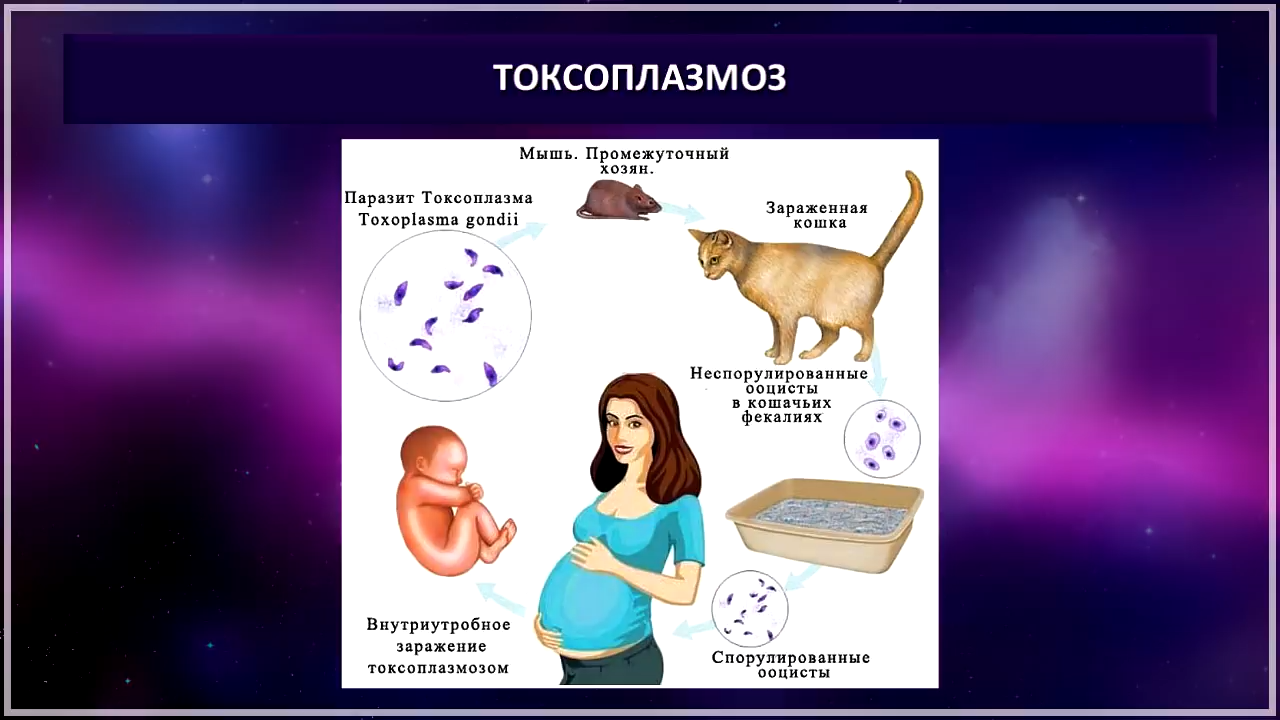 ТОКСОПЛАЗМОЗ
Мышь. Промежуточный
хозян.
Паразит Токсоплазма
Toxoplasma gondii
Зараженная
кошка
Неспорулированные
ооцисты
в кошачьих
фекалиях
Внутриутробное
заражение
токсоплазмозом
Спорулированные
ооцисты